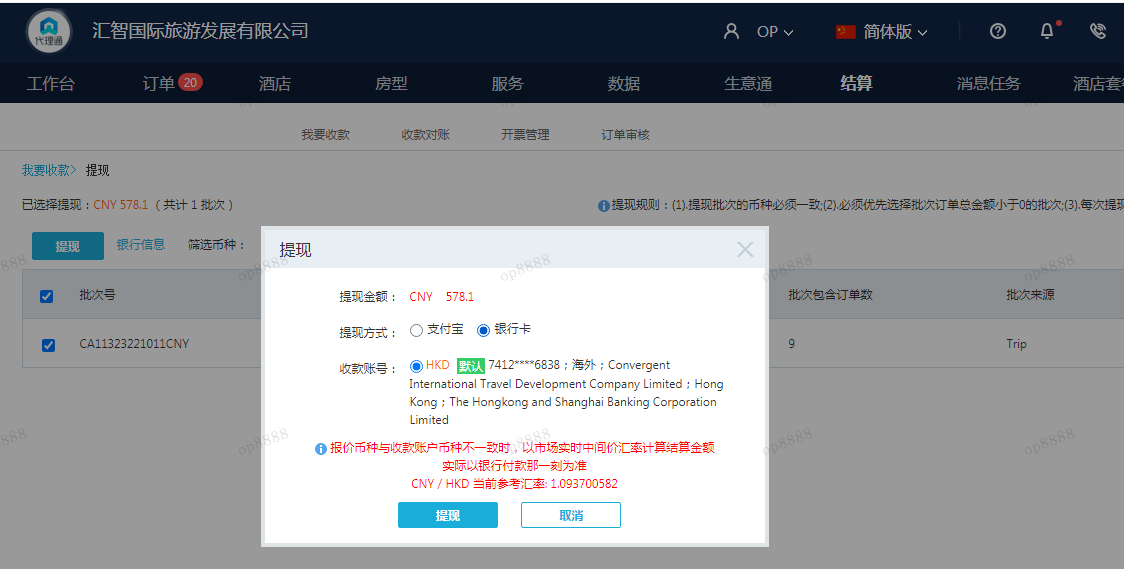 代理通
汇智国际旅游发展有限公司
OP
简体版
工作台
订单 20
酒店
房型
服务
数据
生意通
结算
消息任务
酒店套
我要收款
收款对账
开票管理
订单审核
我要收款> 提现
已选择提现：CNY 578.1 （共计 1 批次）
提现规则：(1).提现批次的币种必须一致;(2).必须优先选择批次订单总金额小于0的批次;(3).每次提现
提现
银行信息
筛选币种：
批次号
批次包含订单数
批次来源
CA11323221011CNY
9
Trip
提现
提现金额： CNY 578.1
提现方式： 支付宝 银行卡
收款账号： HKD 默认 7412****6838；海外；Convergent
International Travel Development Company Limited；Hong
Kong；The Hongkong and Shanghai Banking Corporation
Limited
报价币种与收款账户币种不一致时，以市场实时中间价汇率计算结算金额
实际以银行付款那一刻为准
CNY / HKD 当前参考汇率: 1.093700582
提现
取消
op8888
op8888
op8888
op8888
op8888
op8888
op8888